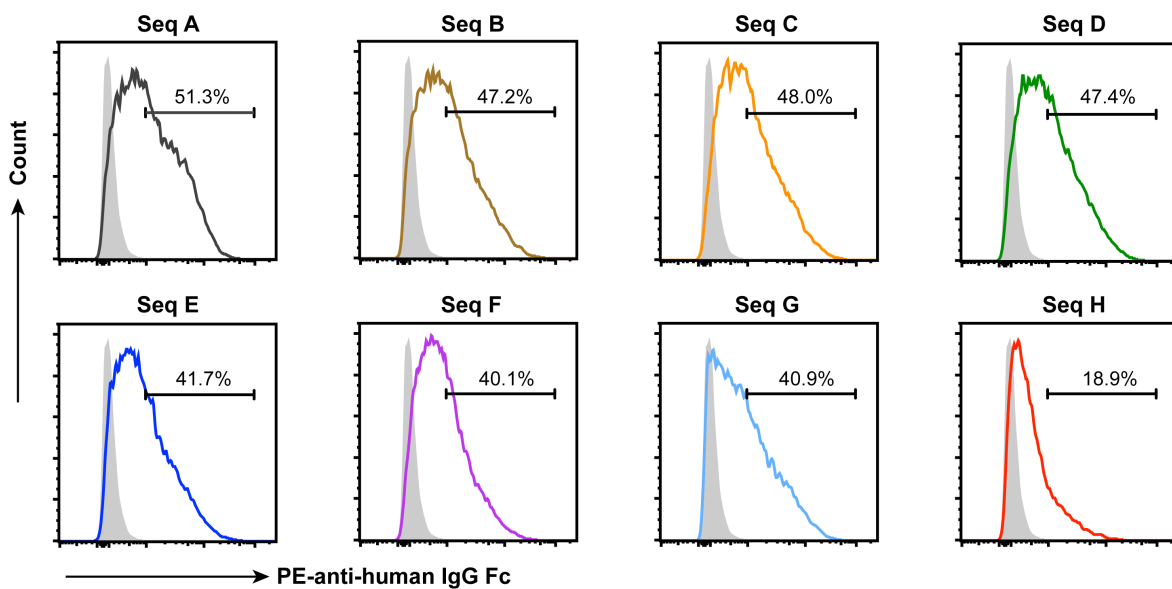 Seq A
Seq B
Seq C
Seq D
51.3%
47.2%
48.0%
47.4%
Count
Seq E
Seq F
Seq G
Seq H
41.7%
40.1%
40.9%
18.9%
PE-anti-human IgG Fc